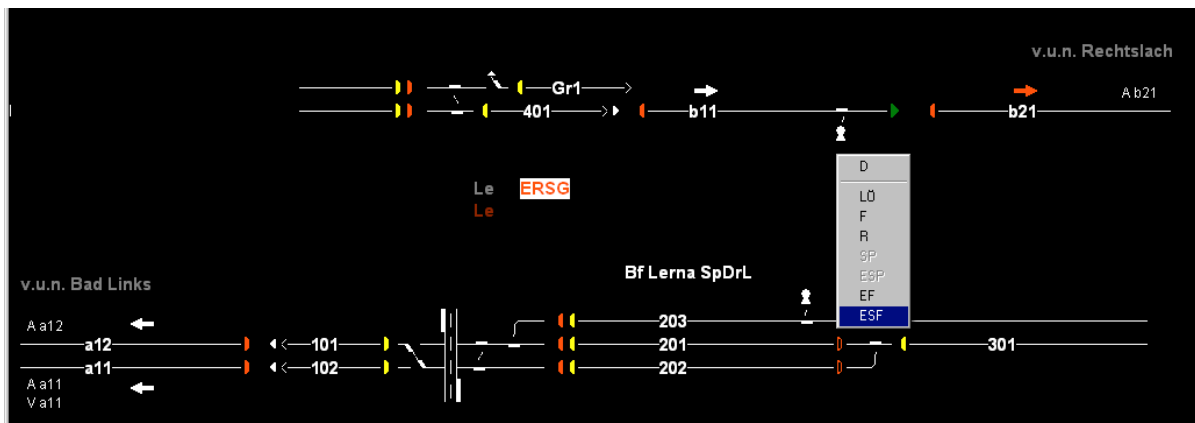 v.u.n. Rechtslach
Gr1
A b21
401
b11
b21
D
Le ERSG
LÖ
Le
F
R
SP
Bf Lerna SpDrL
ESP
v.u.n. Bad Links
EF
ESF
A a12
203
a12
101
201
301
a11
102
202
A a11
V a11